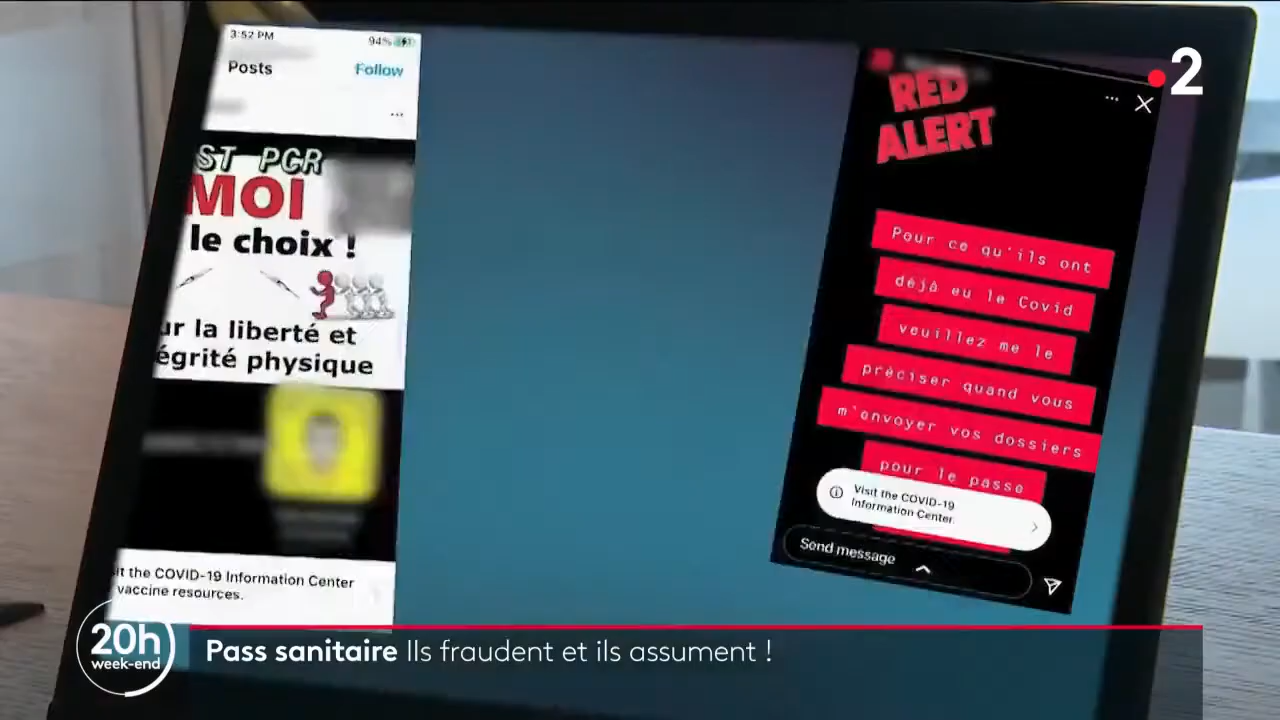 3:52 PM
94%
Posts
Follow
ST PCR
MOI
le choix !
ur la liberté et
égrité physique
it the COVID-19 Information Center
vaccine resources.
RED
ALERT
Pour ce qu'ils ont
déjà eu le Covid
veuillez me le
préciser quand vous
m'envoyer vos dossiers
pour le passe
Visit the COVID-19
Information Center.
Send message
2
20h
week-end
Pass sanitaire Ils fraudent et ils assument !